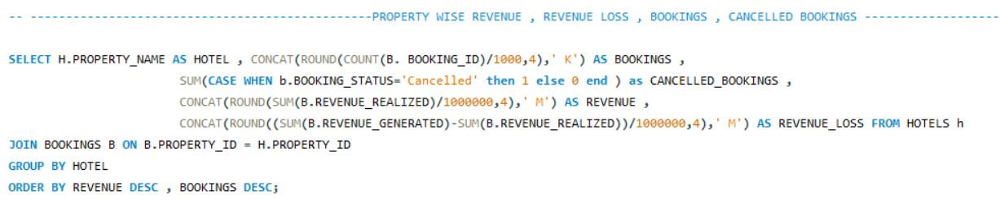 -- ------------------------------------------------PROPERTY WISE REVENUE , REVENUE LOSS , BOOKINGS , CANCELLED BOOKINGS -------------------
SELECT H.PROPERTY_NAME AS HOTEL , CONCAT(ROUND(COUNT(B. BOOKING_ID)/1000,4),' K') AS BOOKINGS ,
SUM(CASE WHEN b.BOOKING_STATUS='Cancelled' then 1 else 0 end ) as CANCELLED_BOOKINGS ,
CONCAT(ROUND(SUM(B.REVENUE_REALIZED)/1000000,4),' M') AS REVENUE ,
CONCAT(ROUND((SUM(B.REVENUE_GENERATED)-SUM(B.REVENUE_REALIZED))/1000000,4),' M') AS REVENUE_LOSS FROM HOTELS h
JOIN BOOKINGS B ON B.PROPERTY_ID = H.PROPERTY_ID
GROUP BY HOTEL
ORDER BY REVENUE DESC , BOOKINGS DESC;